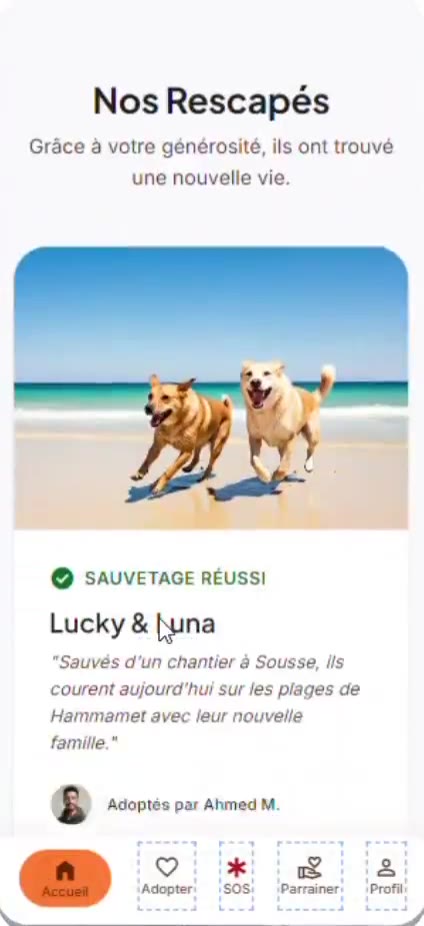 Nos Rescapés
Grâce à votre générosité, ils ont trouvé
une nouvelle vie.
SAUVETAGE RÉUSSI
Lucky & Luna
"Sauvés d'un chantier à Sousse, ils
courent aujourd'hui sur les plages de
Hammamet avec leur nouvelle
famille."
Adoptés par Ahmed M.
Accueil Adopter SOS Parrainer Profil